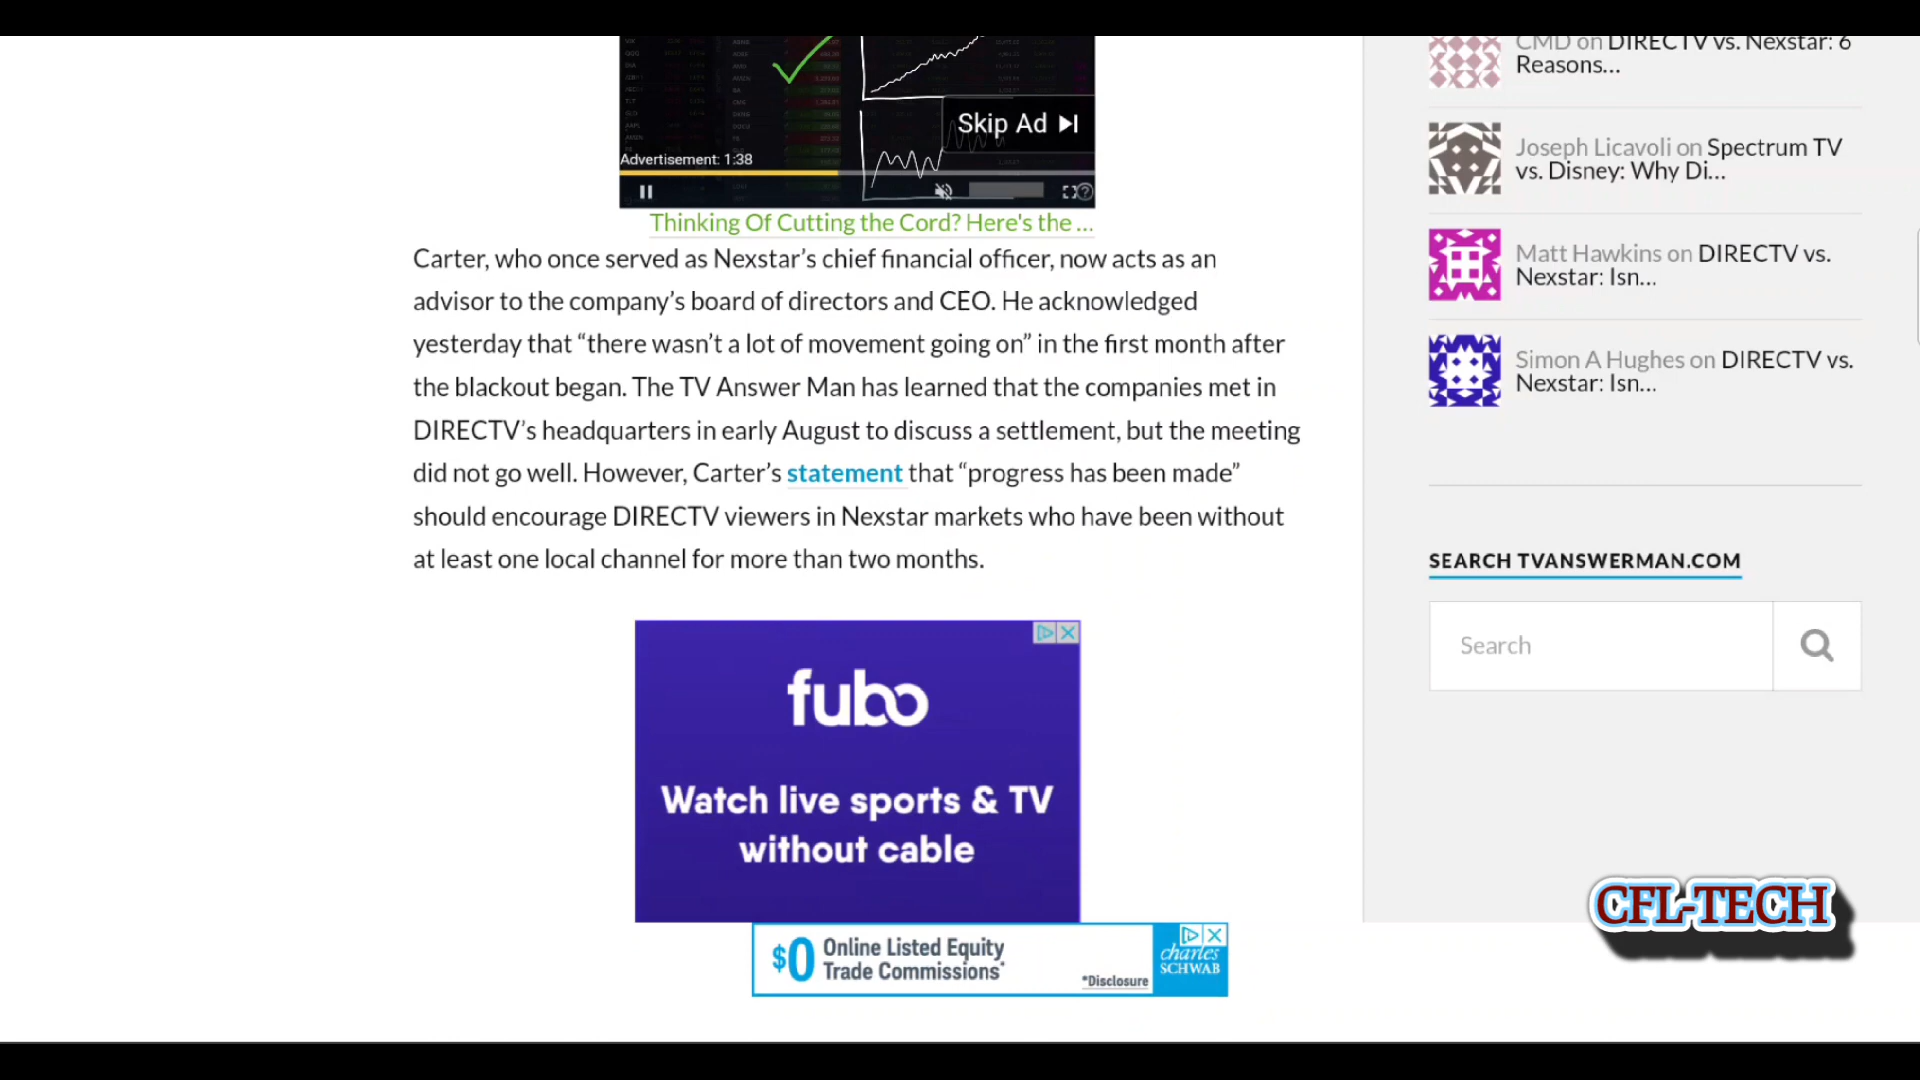 Skip Ad
Advertisement: 1:38
Thinking Of Cutting the Cord? Here's the ...
Carter, who once served as Nexstar’s chief financial officer, now acts as an
advisor to the company’s board of directors and CEO. He acknowledged
yesterday that “there wasn’t a lot of movement going on” in the first month after
the blackout began. The TV Answer Man has learned that the companies met in
DIRECTV’s headquarters in early August to discuss a settlement, but the meeting
did not go well. However, Carter’s statement that “progress has been made”
should encourage DIRECTV viewers in Nexstar markets who have been without
at least one local channel for more than two months.
fubo
Watch live sports & TV
without cable
$0 Online Listed Equity
Trade Commissions*
*Disclosure
charles
SCHWAB
CMD on DIRECTV vs. Nexstar: 6
Reasons...
Joseph Licavoli on Spectrum TV
vs. Disney: Why Di...
Matt Hawkins on DIRECTV vs.
Nexstar: Isn...
Simon A Hughes on DIRECTV vs.
Nexstar: Isn...
SEARCH TVANSWERMAN.COM
Search
CFL-TECH